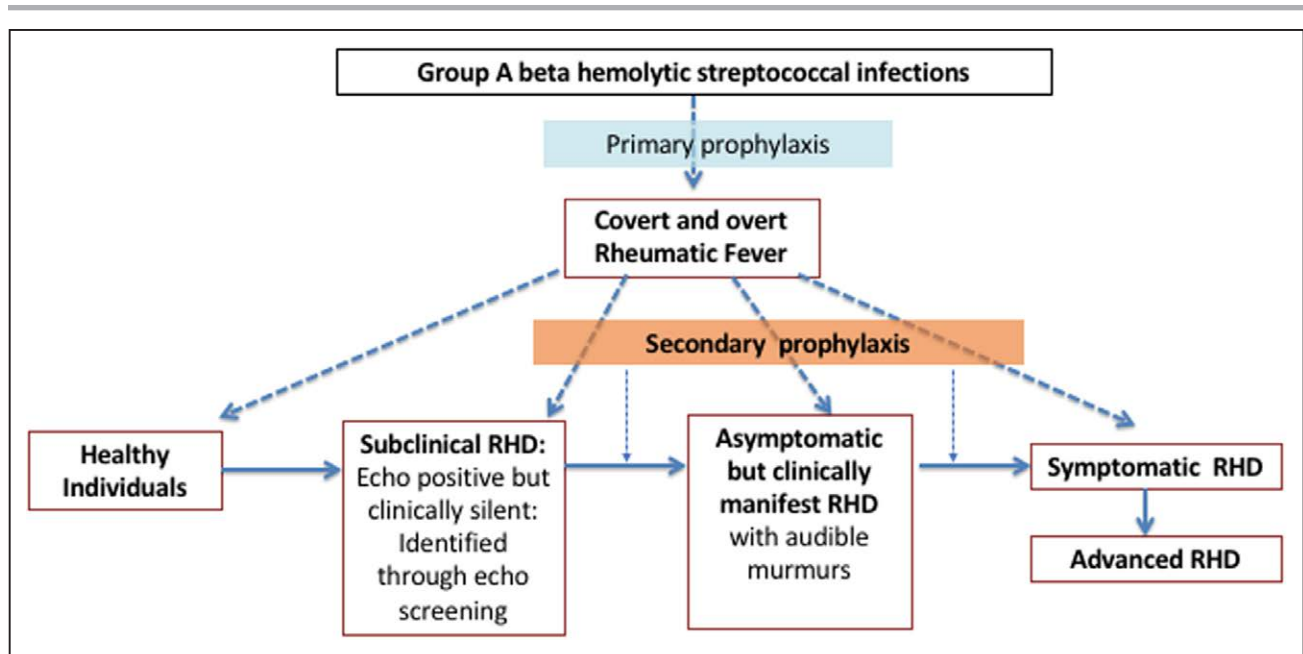 Group A beta hemolytic streptococcal infections
Primary prophylaxis
Covert and overt
Rheumatic Fever
Secondary prophylaxis
Healthy
Individuals
Subclinical RHD:
Echo positive but
clinically silent:
Identified
through echo
screening
Asymptomatic
but clinically
manifest RHD
with audible
murmurs
Symptomatic RHD
Advanced RHD